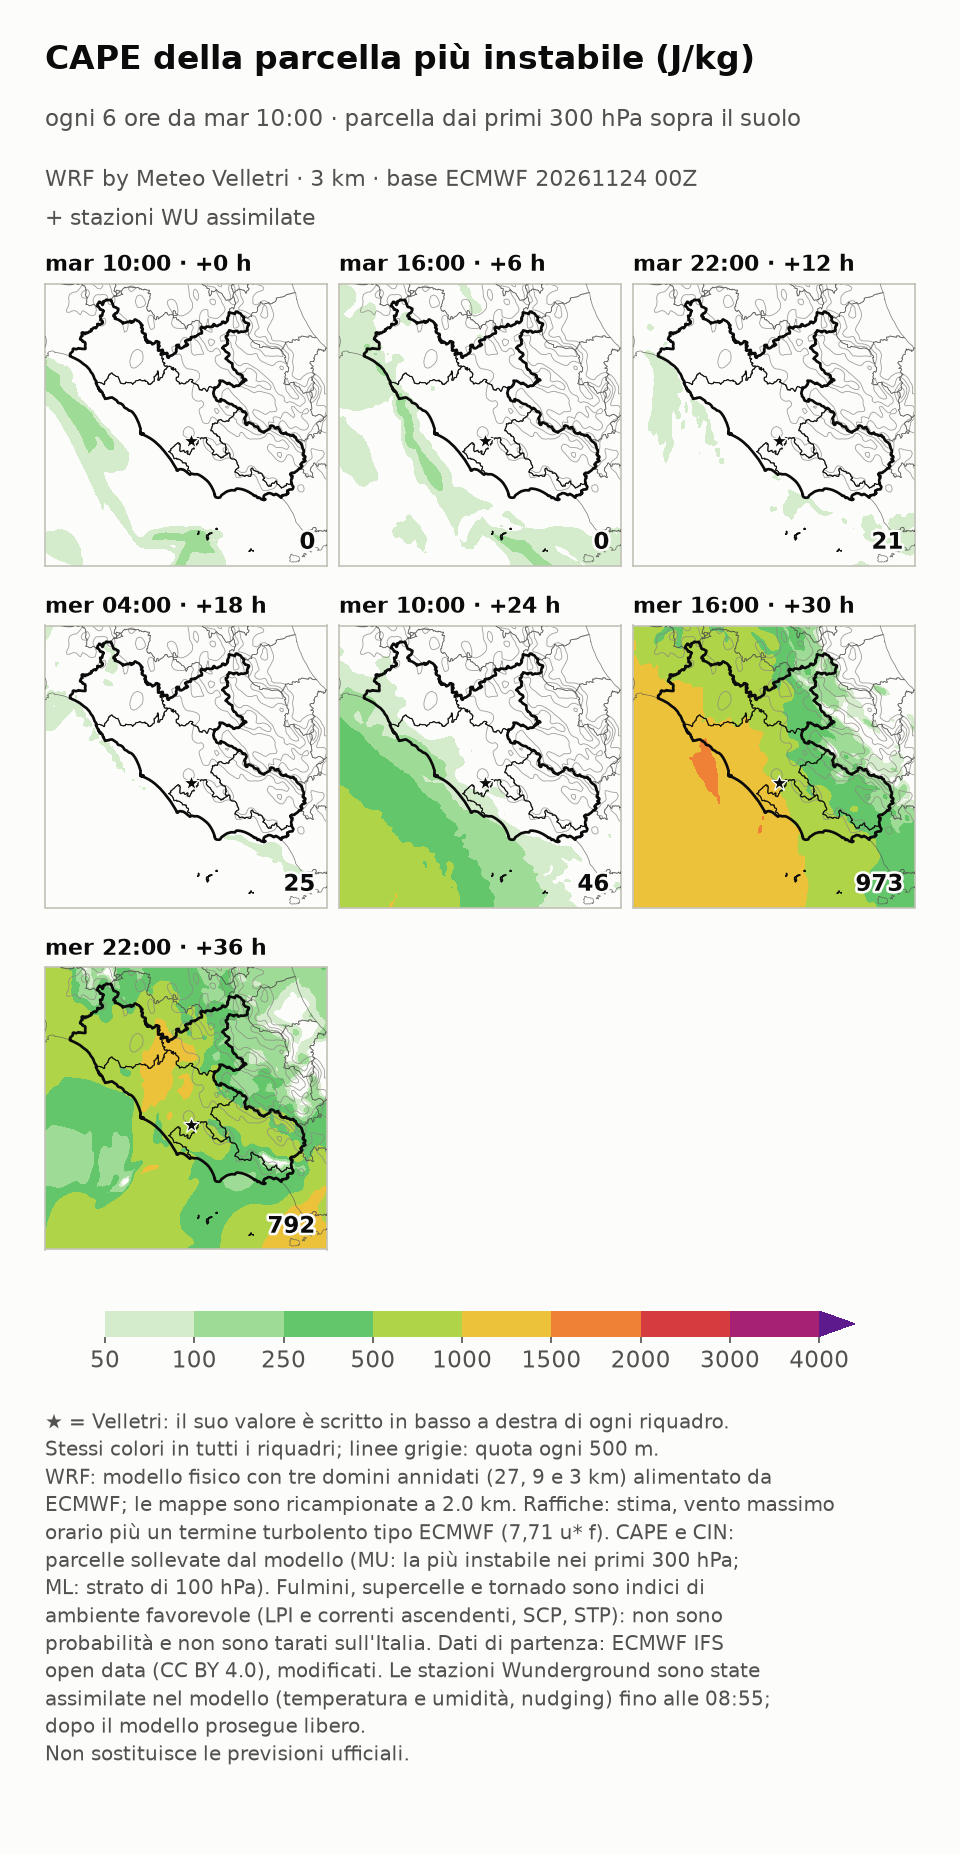 CAPE della parcella più instabile (J/kg)
ogni 6 ore da mar 10:00 · parcella dai primi 300 hPa sopra il suolo
WRF by Meteo Velletri · 3 km · base ECMWF 20261124 00Z
+ stazioni WU assimilate
mar 10:00 · +0 h
mar 16:00 · +6 h
mar 22:00 · +12 h
0
0
21
mer 04:00 · +18 h
mer 10:00 · +24 h
mer 16:00 · +30 h
25
46
973
mer 22:00 · +36 h
792
50 100 250 500 1000 1500 2000 3000 4000
★ = Velletri: il suo valore è scritto in basso a destra di ogni riquadro.
Stessi colori in tutti i riquadri; linee grigie: quota ogni 500 m.
WRF: modello fisico con tre domini annidati (27, 9 e 3 km) alimentato da
ECMWF; le mappe sono ricampionate a 2.0 km. Raffiche: stima, vento massimo
orario più un termine turbolento tipo ECMWF (7,71 u* f). CAPE e CIN:
parcelle sollevate dal modello (MU: la più instabile nei primi 300 hPa;
ML: strato di 100 hPa). Fulmini, supercelle e tornado sono indici di
ambiente favorevole (LPI e correnti ascendenti, SCP, STP): non sono
probabilità e non sono tarati sull'Italia. Dati di partenza: ECMWF IFS
open data (CC BY 4.0), modificati. Le stazioni Wunderground sono state
assimilate nel modello (temperatura e umidità, nudging) fino alle 08:55;
dopo il modello prosegue libero.
Non sostituisce le previsioni ufficiali.